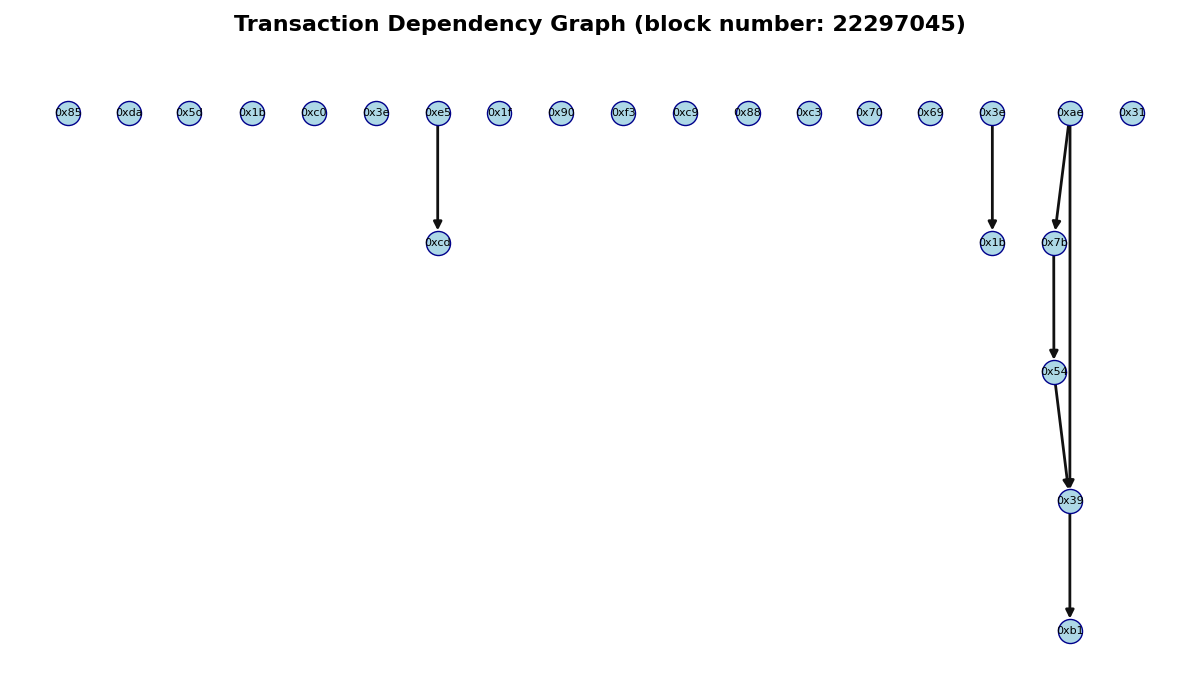 Transaction Dependency Graph (block number: 22297045)
0x85 0xda 0x5d 0x1b 0xc0 0x3e 0xe5 0x1f 0x90 0xf3 0xc9 0x88 0xc3 0x70 0x69 0x3e 0xae 0x31
0xcd 0x1b 0x7b
0x54
0x39
0xb1